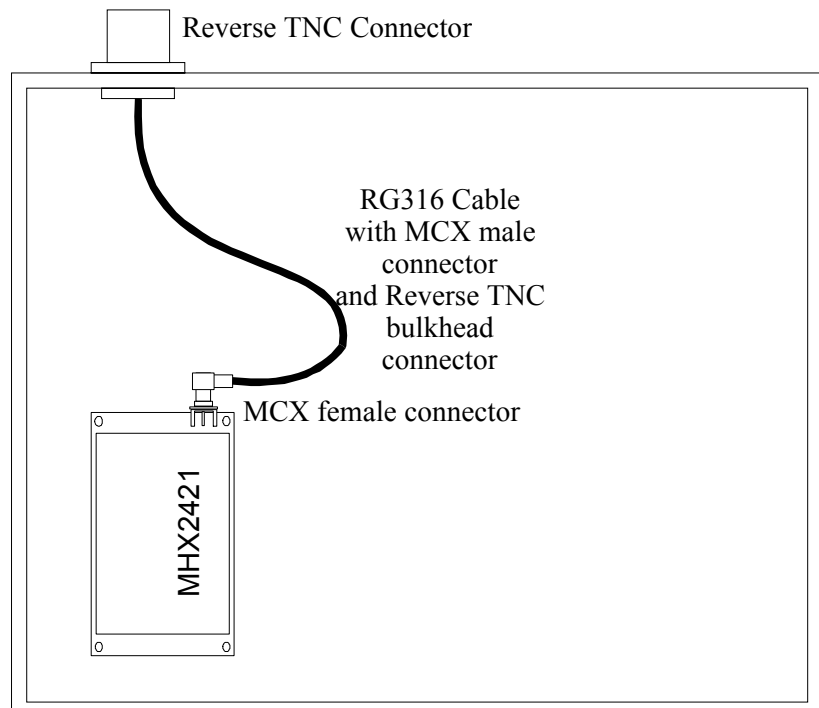 Reverse TNC Connector
RG316 Cable
with MCX male
connector
and Reverse TNC
bulkhead
connector
MCX female connector
MHX2421